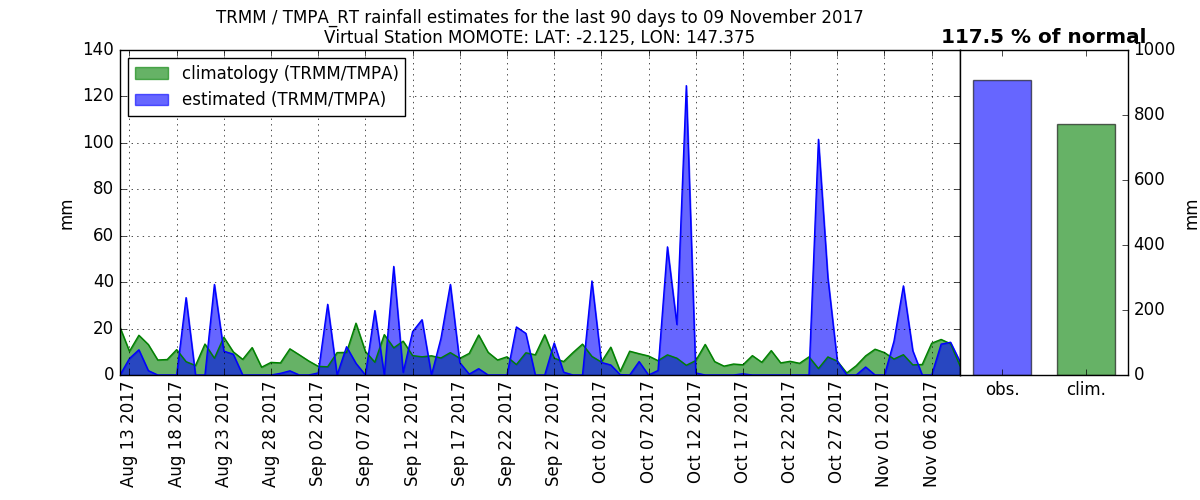 TRMM / TMPA_RT rainfall estimates for the last 90 days to 09 November 2017
Virtual Station MOMOTE: LAT: -2.125, LON: 147.375
117.5 % of normal
climatology (TRMM/TMPA)
estimated (TRMM/TMPA)
140
120
100
80
60
40
20
0
mm
Aug 13 2017
Aug 18 2017
Aug 23 2017
Aug 28 2017
Sep 02 2017
Sep 07 2017
Sep 12 2017
Sep 17 2017
Sep 22 2017
Sep 27 2017
Oct 02 2017
Oct 07 2017
Oct 12 2017
Oct 17 2017
Oct 22 2017
Oct 27 2017
Nov 01 2017
Nov 06 2017
obs.
clim.
1000
800
600
400
200
0
mm